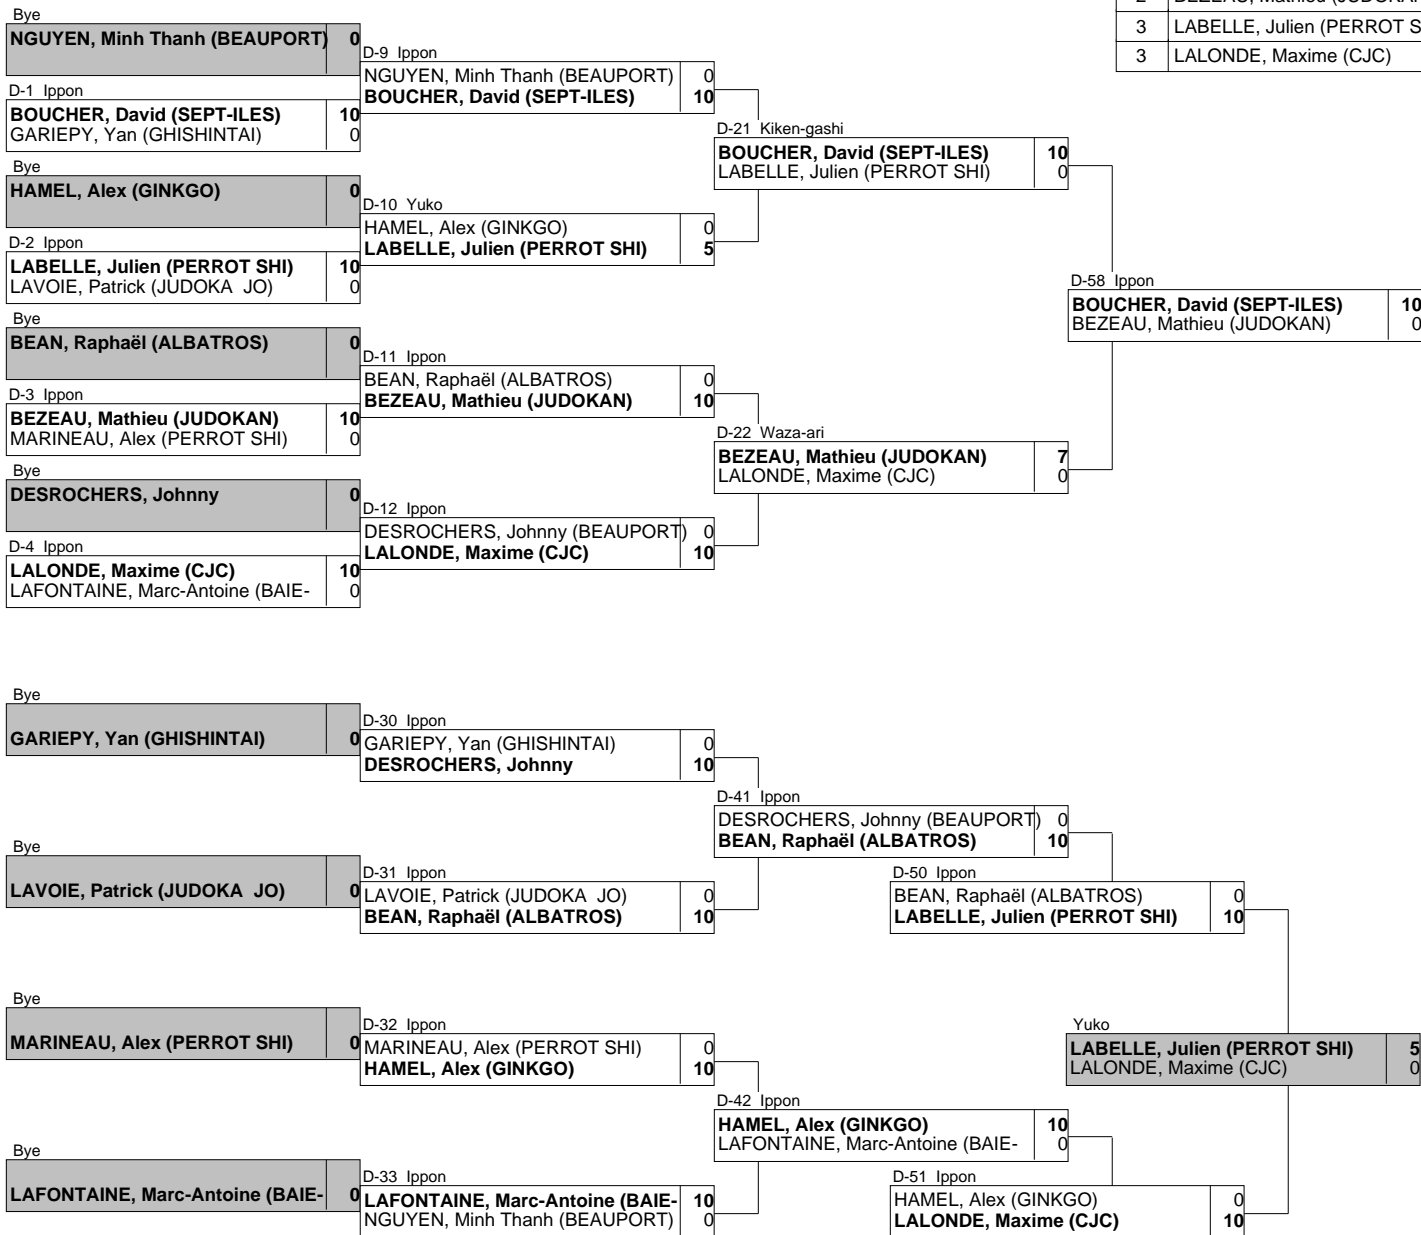 2 BEZEAU, Mathieu (JUDOKAN
3 LABELLE, Julien (PERROT S
3 LALONDE, Maxime (CJC)
Bye
NGUYEN, Minh Thanh (BEAUPORT) 0
D-9 Ippon
NGUYEN, Minh Thanh (BEAUPORT) 0
BOUCHER, David (SEPT-ILES) 10
D-1 Ippon
BOUCHER, David (SEPT-ILES) 10
GARIEPY, Yan (GHISHINTAI) 0
D-21 Kiken-gashi
BOUCHER, David (SEPT-ILES) 10
LABELLE, Julien (PERROT SHI) 0
Bye
HAMEL, Alex (GINKGO) 0
D-10 Yuko
HAMEL, Alex (GINKGO) 0
LABELLE, Julien (PERROT SHI) 5
D-2 Ippon
LABELLE, Julien (PERROT SHI) 10
LAVOIE, Patrick (JUDOKA JO) 0
D-58 Ippon
BOUCHER, David (SEPT-ILES) 10
BEZEAU, Mathieu (JUDOKAN) 0
Bye
BEAN, Raphaël (ALBATROS) 0
D-11 Ippon
BEAN, Raphaël (ALBATROS) 0
BEZEAU, Mathieu (JUDOKAN) 10
D-3 Ippon
BEZEAU, Mathieu (JUDOKAN) 10
MARINEAU, Alex (PERROT SHI) 0
D-22 Waza-ari
BEZEAU, Mathieu (JUDOKAN) 7
LALONDE, Maxime (CJC) 0
Bye
DESROCHERS, Johnny 0
D-12 Ippon
DESROCHERS, Johnny (BEAUPORT) 0
LALONDE, Maxime (CJC) 10
D-4 Ippon
LALONDE, Maxime (CJC) 10
LAFONTAINE, Marc-Antoine (BAIE- 0
Bye
GARIEPY, Yan (GHISHINTAI) 0
D-30 Ippon
GARIEPY, Yan (GHISHINTAI) 0
DESROCHERS, Johnny 10
D-41 Ippon
DESROCHERS, Johnny (BEAUPORT) 0
BEAN, Raphaël (ALBATROS) 10
Bye
LAVOIE, Patrick (JUDOKA JO) 0
D-31 Ippon
LAVOIE, Patrick (JUDOKA JO) 0
BEAN, Raphaël (ALBATROS) 10
D-50 Ippon
BEAN, Raphaël (ALBATROS) 0
LABELLE, Julien (PERROT SHI) 10
Bye
MARINEAU, Alex (PERROT SHI) 0
D-32 Ippon
MARINEAU, Alex (PERROT SHI) 0
HAMEL, Alex (GINKGO) 10
Yuko
LABELLE, Julien (PERROT SHI) 5
LALONDE, Maxime (CJC) 0
D-42 Ippon
HAMEL, Alex (GINKGO) 10
LAFONTAINE, Marc-Antoine (BAIE- 0
Bye
LAFONTAINE, Marc-Antoine (BAIE- 0
D-33 Ippon
LAFONTAINE, Marc-Antoine (BAIE- 10
NGUYEN, Minh Thanh (BEAUPORT) 0
D-51 Ippon
HAMEL, Alex (GINKGO) 0
LALONDE, Maxime (CJC) 10